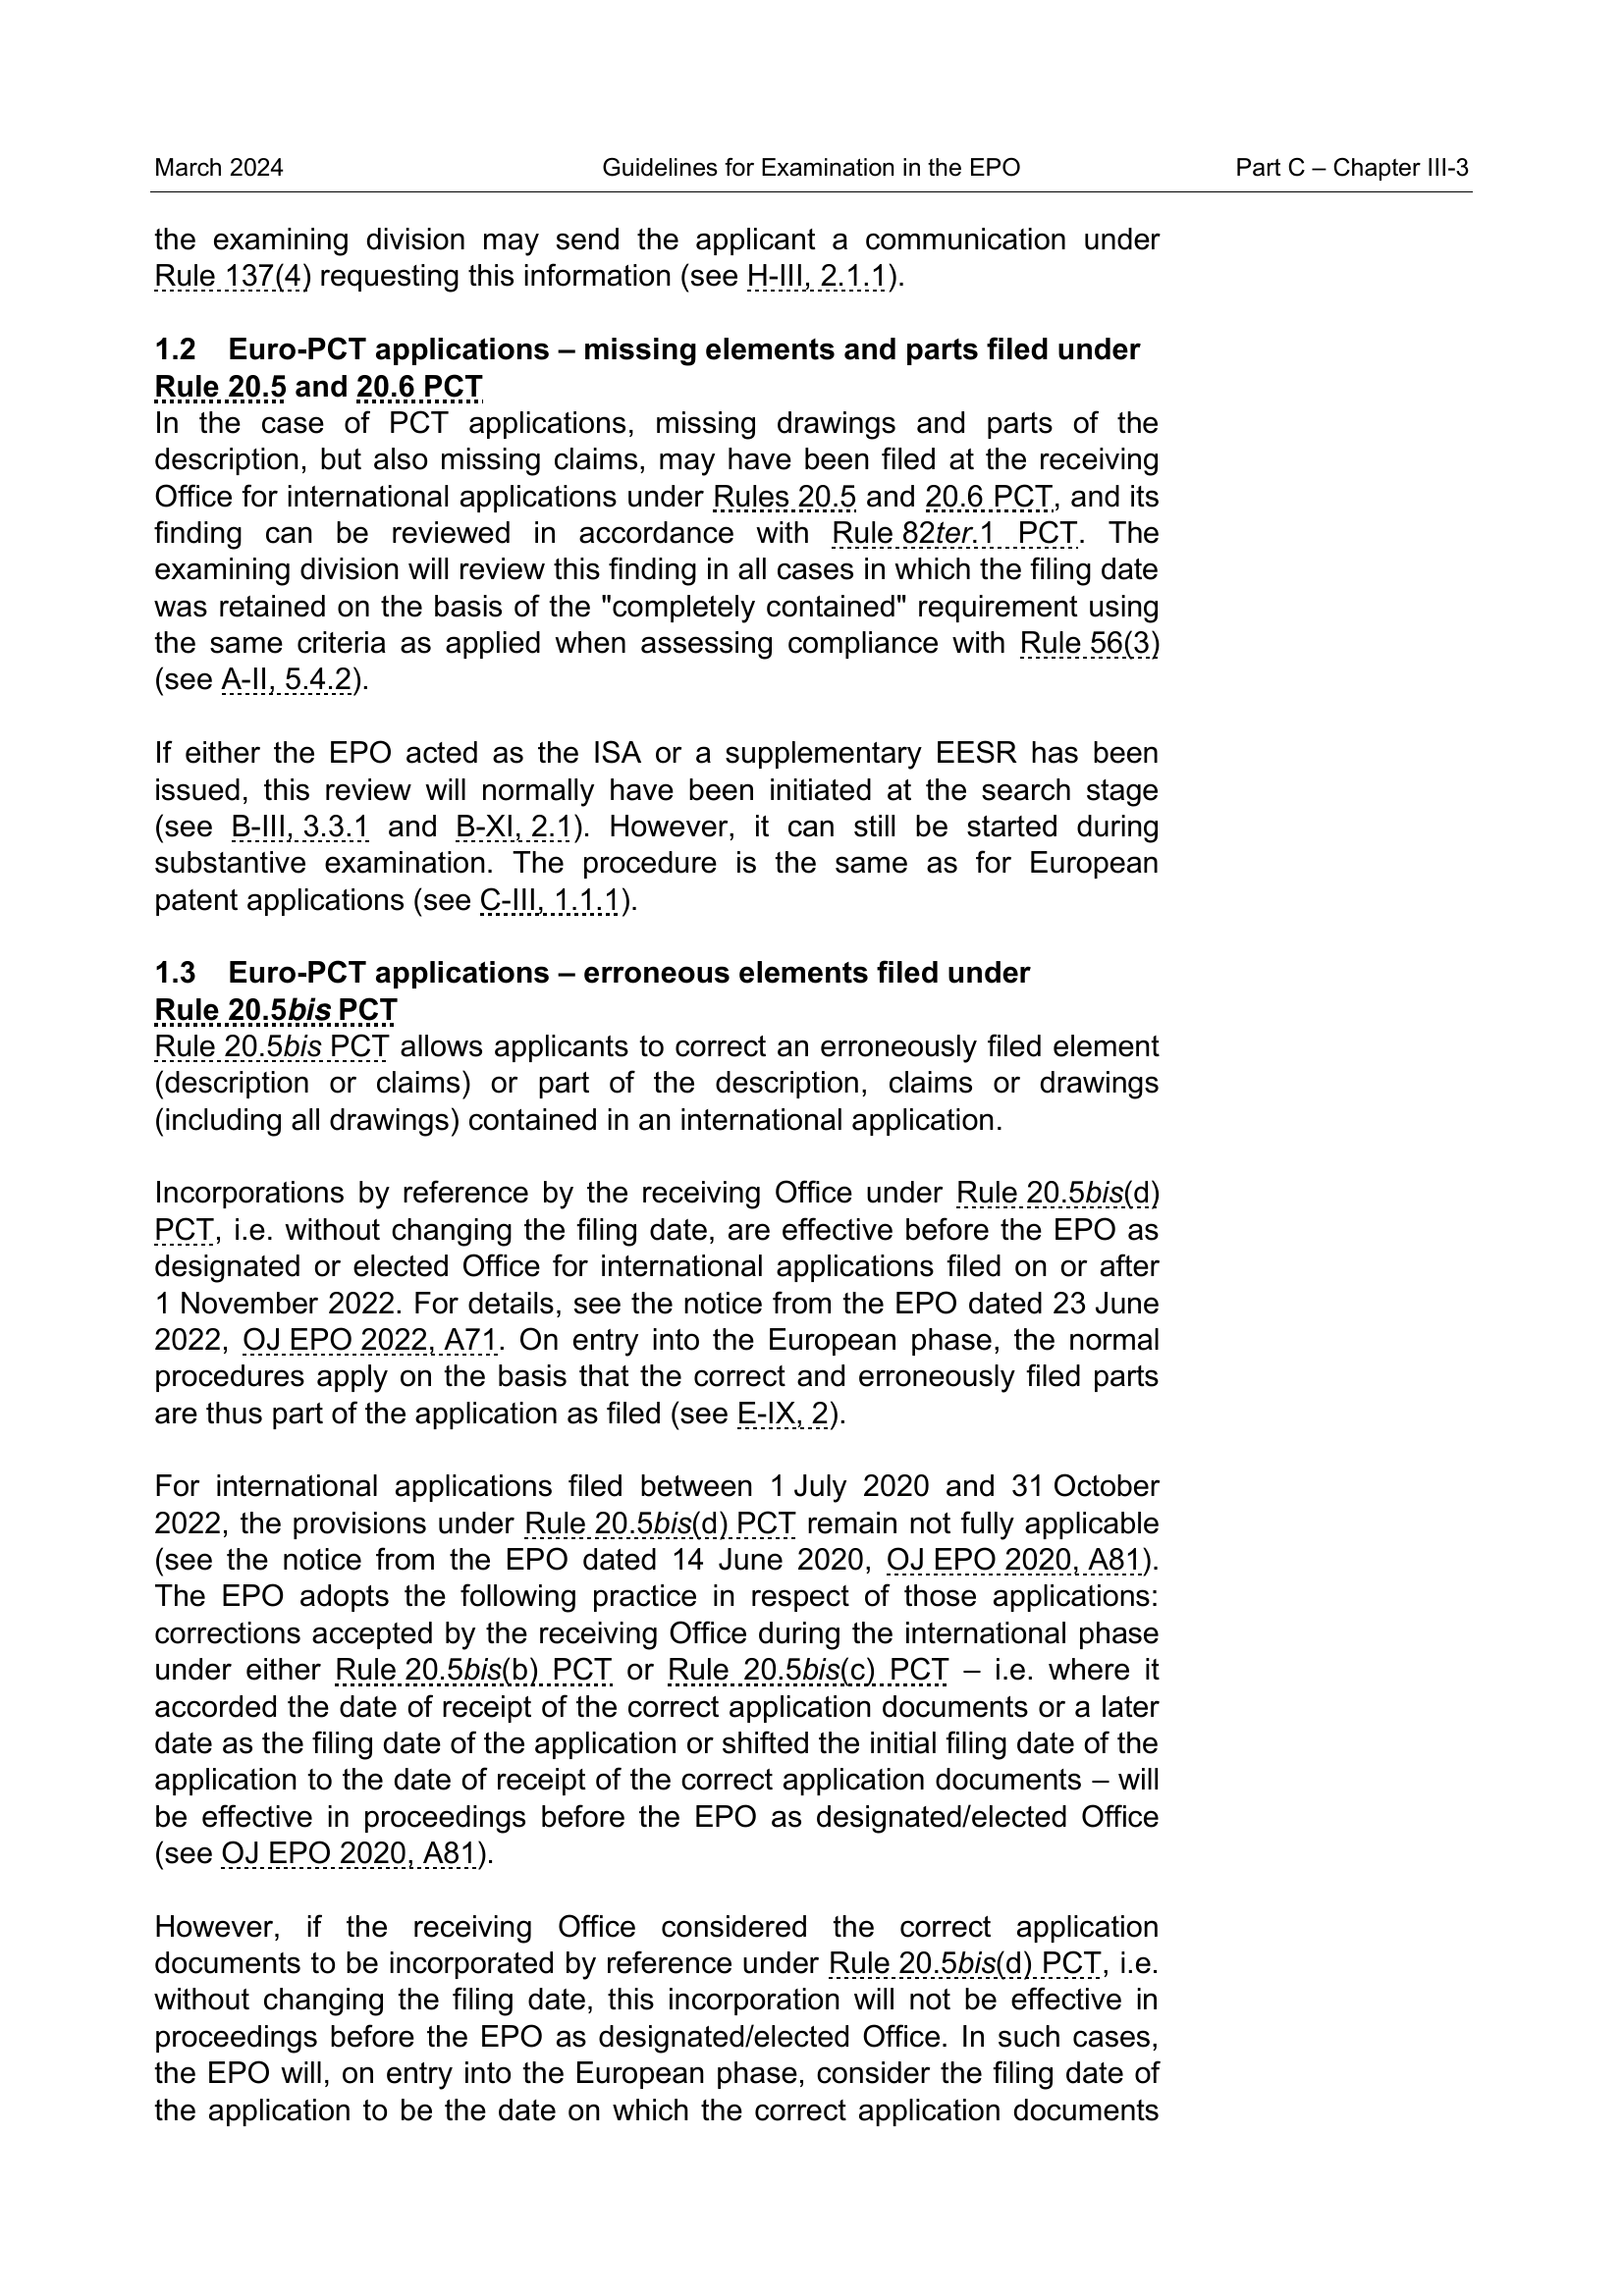 March 2024 Guidelines for Examination in the EPO Part C – Chapter III-3
the examining division may send the applicant a communication under
Rule 137(4) requesting this information (see H-III, 2.1.1).
1.2 Euro-PCT applications – missing elements and parts filed under
Rule 20.5 and 20.6 PCT
In the case of PCT applications, missing drawings and parts of the
description, but also missing claims, may have been filed at the receiving
Office for international applications under Rules 20.5 and 20.6 PCT, and its
finding can be reviewed in accordance with Rule 82ter.1 PCT. The
examining division will review this finding in all cases in which the filing date
was retained on the basis of the "completely contained" requirement using
the same criteria as applied when assessing compliance with Rule 56(3)
(see A-II, 5.4.2).
If either the EPO acted as the ISA or a supplementary EESR has been
issued, this review will normally have been initiated at the search stage
(see B-III, 3.3.1 and B-XI, 2.1). However, it can still be started during
substantive examination. The procedure is the same as for European
patent applications (see C-III, 1.1.1).
1.3 Euro-PCT applications – erroneous elements filed under
Rule 20.5bis PCT
Rule 20.5bis PCT allows applicants to correct an erroneously filed element
(description or claims) or part of the description, claims or drawings
(including all drawings) contained in an international application.
Incorporations by reference by the receiving Office under Rule 20.5bis(d)
PCT, i.e. without changing the filing date, are effective before the EPO as
designated or elected Office for international applications filed on or after
1 November 2022. For details, see the notice from the EPO dated 23 June
2022, OJ EPO 2022, A71. On entry into the European phase, the normal
procedures apply on the basis that the correct and erroneously filed parts
are thus part of the application as filed (see E-IX, 2).
For international applications filed between 1 July 2020 and 31 October
2022, the provisions under Rule 20.5bis(d) PCT remain not fully applicable
(see the notice from the EPO dated 14 June 2020, OJ EPO 2020, A81).
The EPO adopts the following practice in respect of those applications:
corrections accepted by the receiving Office during the international phase
under either Rule 20.5bis(b) PCT or Rule 20.5bis(c) PCT – i.e. where it
accorded the date of receipt of the correct application documents or a later
date as the filing date of the application or shifted the initial filing date of the
application to the date of receipt of the correct application documents – will
be effective in proceedings before the EPO as designated/elected Office
(see OJ EPO 2020, A81).
However, if the receiving Office considered the correct application
documents to be incorporated by reference under Rule 20.5bis(d) PCT, i.e.
without changing the filing date, this incorporation will not be effective in
proceedings before the EPO as designated/elected Office. In such cases,
the EPO will, on entry into the European phase, consider the filing date of
the application to be the date on which the correct application documents